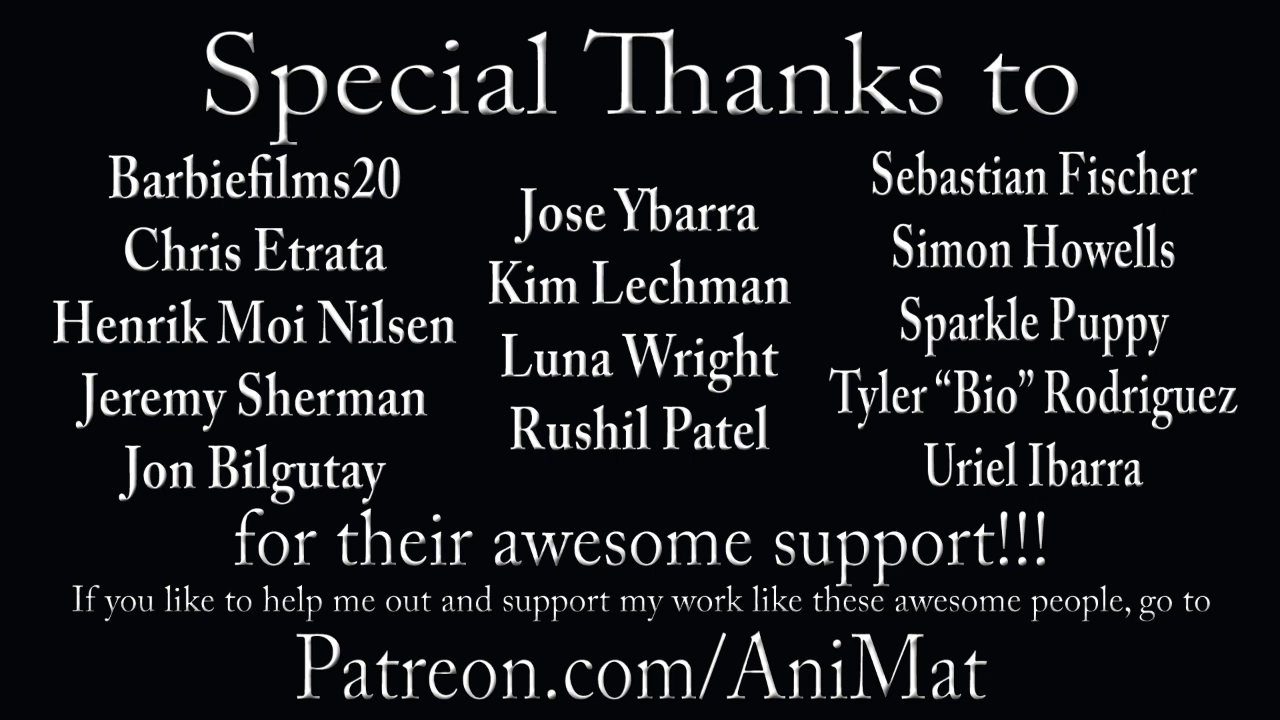 Special Thanks to
Barbiefilms20
Chris Etrata
Henrik Moi Nilsen
Jeremy Sherman
Jon Bilgutay
Jose Ybarra
Kim Lechman
Luna Wright
Rushil Patel
Sebastian Fischer
Simon Howells
Sparkle Puppy
Tyler “Bio” Rodriguez
Uriel Ibarra
for their awesome support!!!
If you like to help me out and support my work like these awesome people, go to
Patreon.com/AniMat